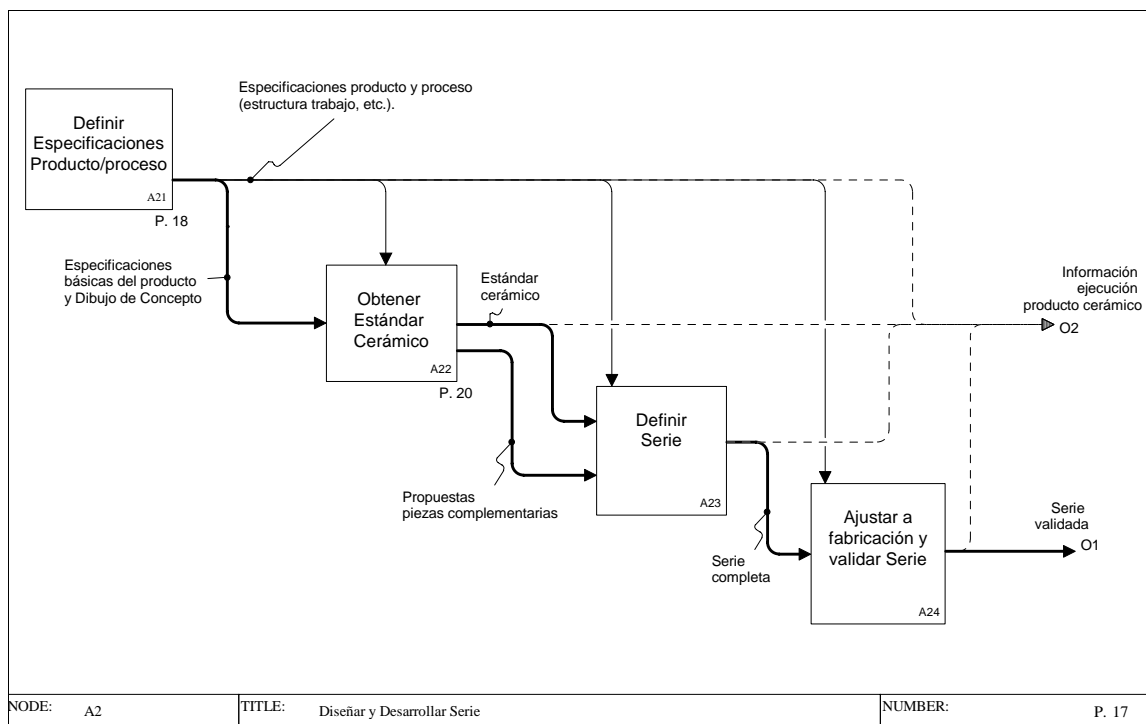 Especificaciones producto y proceso
(estructura trabajo, etc.).
Definir
Especificaciones
Producto/proceso
A21
P. 18
Especificaciones
básicas del producto
y Dibujo de Concepto
Obtener
Estándar
Cerámico
A22
P. 20
Estándar
cerámico
Información
ejecución
producto cerámico
O2
Definir
Serie
A23
Propuestas
piezas complementarias
Serie
completa
Ajustar a
fabricación y
validar Serie
A24
Serie
validada
O1
NODE: A2 TITLE: Diseñar y Desarrollar Serie NUMBER: P. 17